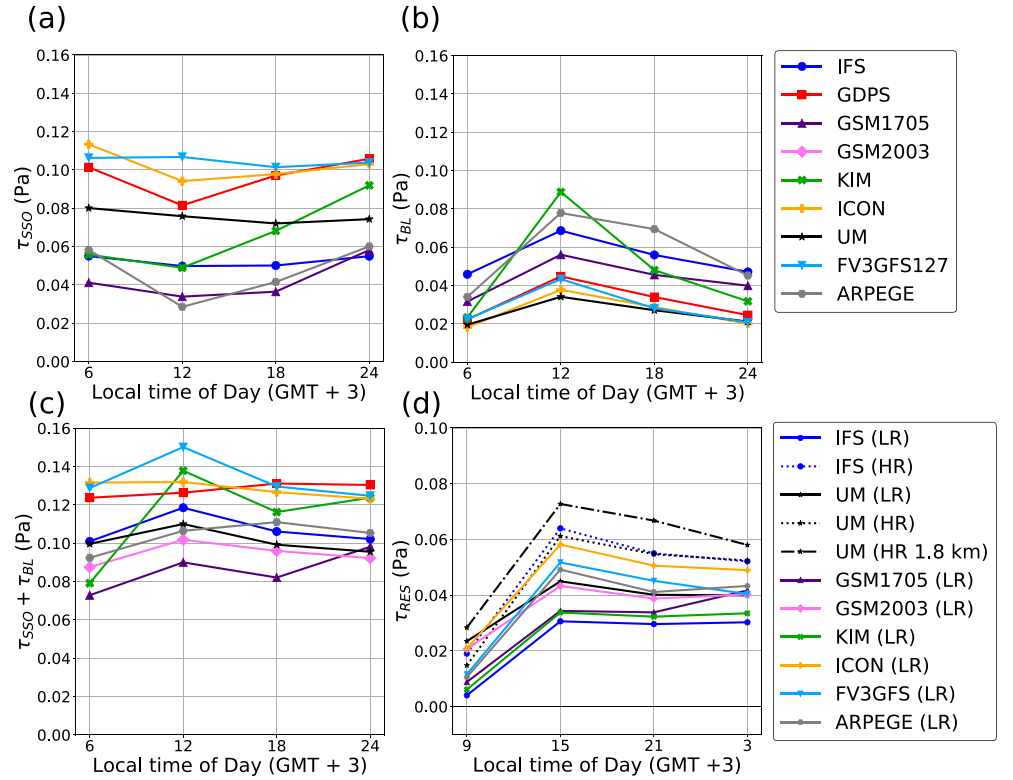 (a)
(b)
0.16
0.14
0.12
0.10
0.08
0.06
0.04
0.02
0.00
τSSO (Pa)
6 12 18 24
Local time of Day (GMT + 3)
0.16
0.14
0.12
0.10
0.08
0.06
0.04
0.02
0.00
τBL (Pa)
6 12 18 24
Local time of Day (GMT + 3)
IFS
GDPS
GSM1705
GSM2003
KIM
ICON
UM
FV3GFS127
ARPEGE
(c)
(d)
0.16
0.14
0.12
0.10
0.08
0.06
0.04
0.02
0.00
τSSO + τBL (Pa)
6 12 18 24
Local time of Day (GMT + 3)
0.10
0.08
0.06
0.04
0.02
0.00
τRES (Pa)
9 15 21 3
Local time of Day (GMT +3)
IFS (LR)
IFS (HR)
UM (LR)
UM (HR)
UM (HR 1.8 km)
GSM1705 (LR)
GSM2003 (LR)
KIM (LR)
ICON (LR)
FV3GFS (LR)
ARPEGE (LR)